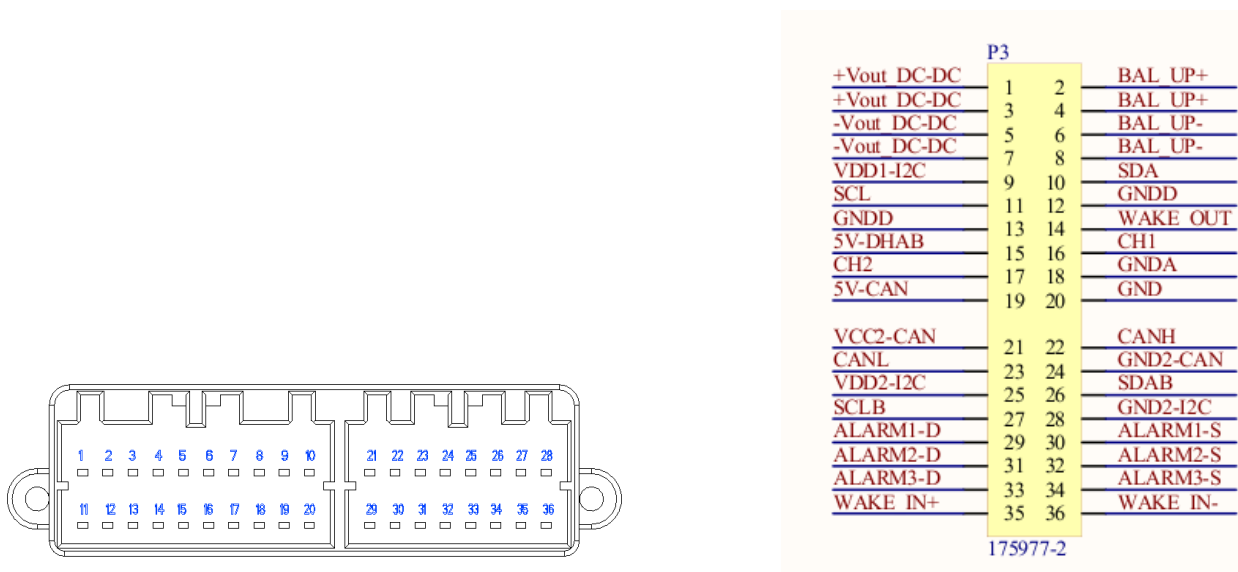 P3
+Vout_DC-DC 1 2 BAL_UP+
+Vout_DC-DC 3 4 BAL_UP+
-Vout_DC-DC 5 6 BAL_UP-
-Vout_DC-DC 7 8 BAL_UP-
VDD1-I2C 9 10 SDA
SCL 11 12 GNDD
GNDD 13 14 WAKE_OUT
5V-DHAB 15 16 CH1
CH2 17 18 GNDA
5V-CAN 19 20 GND
VCC2-CAN 21 22 CANH
CANL 23 24 GND2-CAN
VDD2-I2C 25 26 SDAB
SCLB 27 28 GND2-I2C
ALARM1-D 29 30 ALARM1-S
ALARM2-D 31 32 ALARM2-S
ALARM3-D 33 34 ALARM3-S
WAKE_IN+ 35 36 WAKE_IN-
175977-2
1 2 3 4 5 6 7 8 9 10 21 22 23 24 25 26 27 28
11 12 13 14 15 16 17 18 19 20 29 30 31 32 33 34 35 36